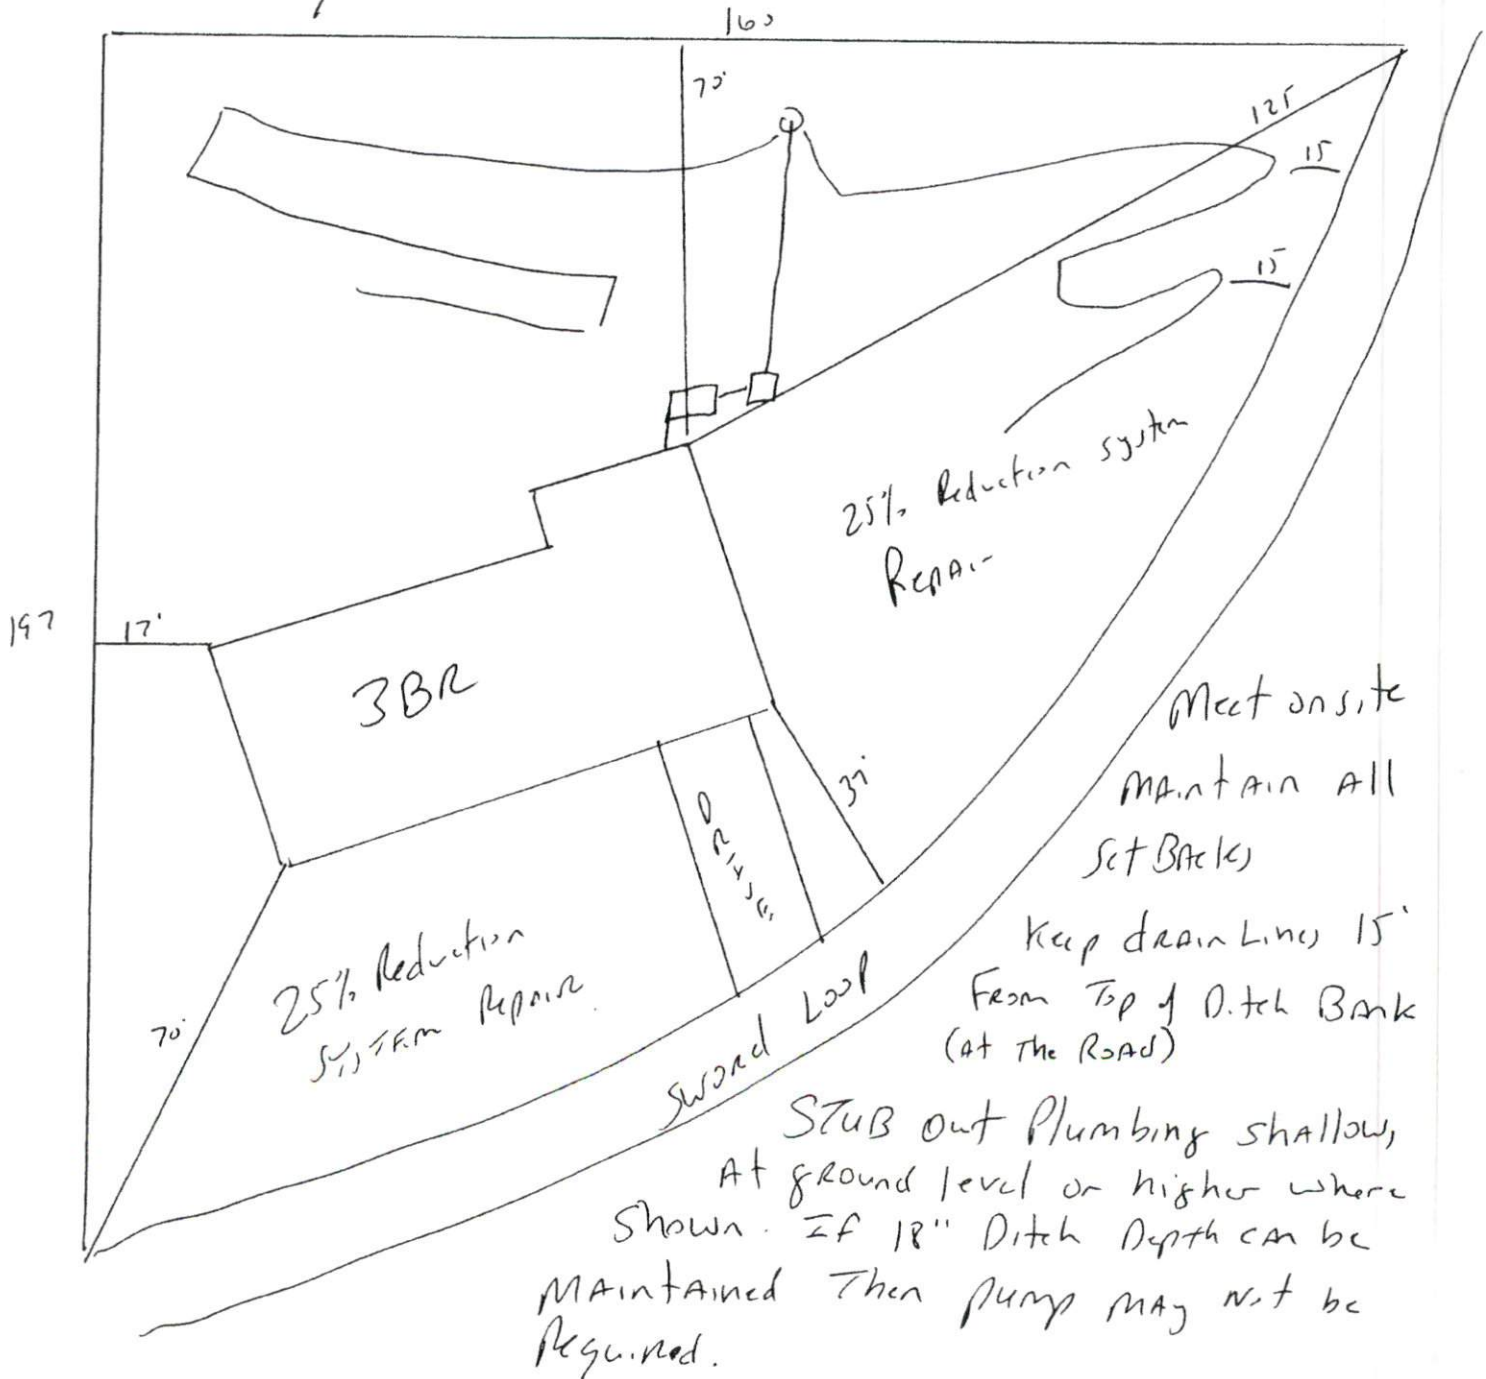 160
70'
125
15
15
25% Reduction system
Repair
197
17'
3BR
37'
DRIVE
70'
25% Reduction
SYSTEM Repair
SWORD LOOP
Meet onsite
MAintAin All
SetBAcks
Keep drAin Lines 15'
From Top of Ditch BAnk
(At The ROAD)
STUB out Plumbing shAllow,
At gRound level or higher where
Shown. If 18" Ditch Depth cAn be
MAintAined Then pump mAy Not be
Required.